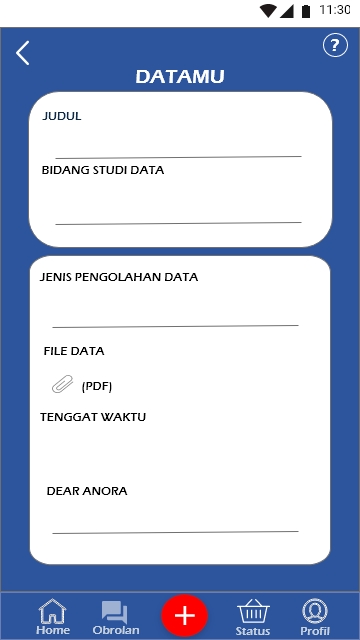 11:30
?
DATAMU
JUDUL
BIDANG STUDI DATA
JENIS PENGOLAHAN DATA
FILE DATA
(PDF)
TENGGAT WAKTU
DEAR ANORA
Home Obrolan + Status Profil